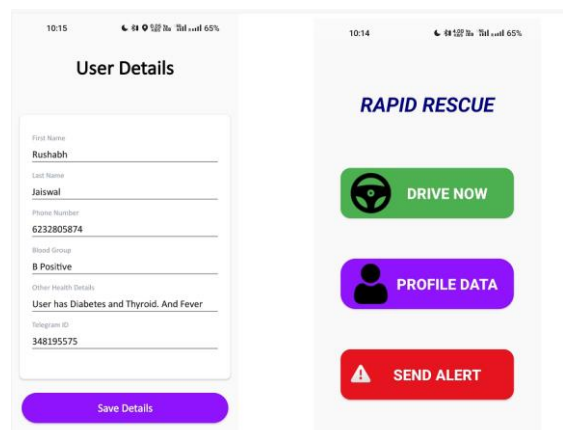 10:15
65%
User Details
First Name
Rushabh
Last Name
Jaiswal
Phone Number
6232805874
Blood Group
B Positive
Other Health Details
User has Diabetes and Thyroid. And Fever
Telegram ID
348195575
Save Details
10:14
65%
RAPID RESCUE
DRIVE NOW
PROFILE DATA
SEND ALERT